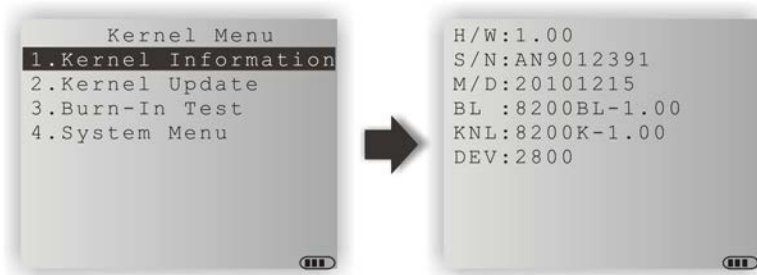 Kernel Menu
1.Kernel Information
2.Kernel Update
3.Burn-In Test
4.System Menu
H/W:1.00
S/N:AN9012391
M/D:20101215
BL :8200BL-1.00
KNL:8200K-1.00
DEV:2800